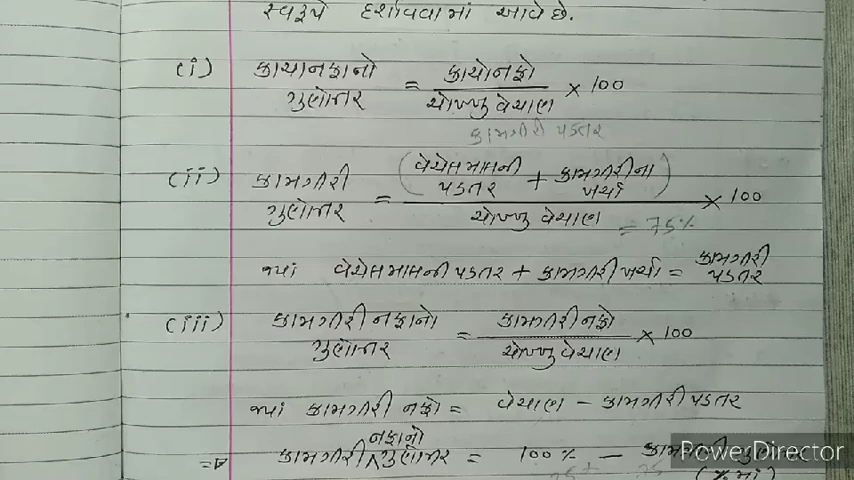 સ્વરૂપે દર્શાવવામાં આવે છે.
(i) કાચાનફાનો ગુણોત્તર = કાચોનફો / ચોખ્ખુ વેચાણ × 100
કામગીરી પડતર
(ii) કામગીરી ગુણોત્તર = (વેચેલમાલની પડતર + કામગીરીના ખર્ચા) / ચોખ્ખુ વેચાણ × 100
= 75%
જ્યાં વેચેલમાલની પડતર + કામગીરી ખર્ચા = કામગીરી પડતર
(iii) કામગીરી નફાનો ગુણોત્તર = કામગીરીનફો / ચોખ્ખુ વેચાણ × 100
જ્યાં કામગીરી નફો = વેચાણ - કામગીરી પડતર
કામગીરી નફાનો ગુણોત્તર = 100% -
(% માં)
PowerDirector